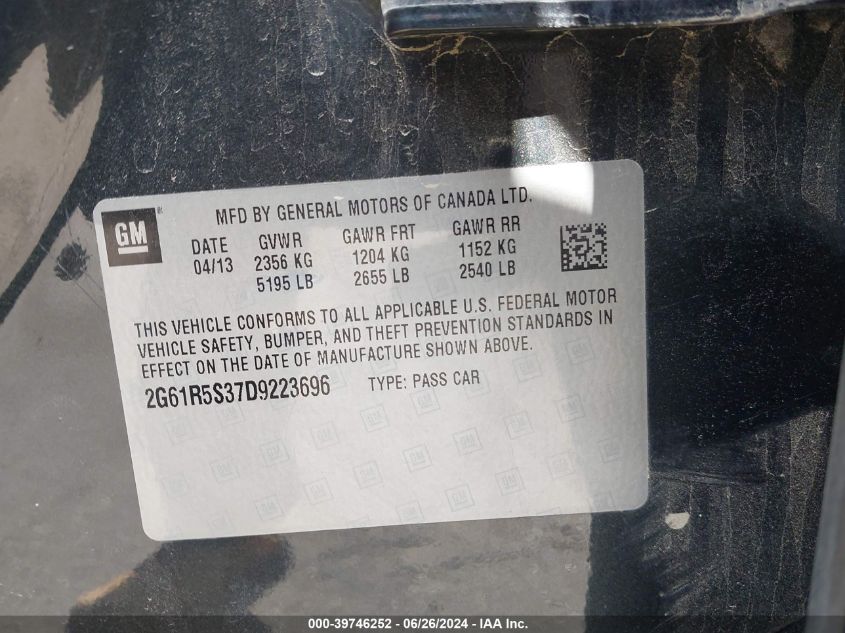 GM ®
MFD BY GENERAL MOTORS OF CANADA LTD.
DATE GVWR GAWR FRT GAWR RR
04/13 2356 KG 1204 KG 1152 KG
5195 LB 2655 LB 2540 LB
THIS VEHICLE CONFORMS TO ALL APPLICABLE U.S. FEDERAL MOTOR
VEHICLE SAFETY, BUMPER, AND THEFT PREVENTION STANDARDS IN
EFFECT ON THE DATE OF MANUFACTURE SHOWN ABOVE.
2G61R5S37D9223696 TYPE: PASS CAR
000-39746252 - 06/26/2024 - IAA Inc.